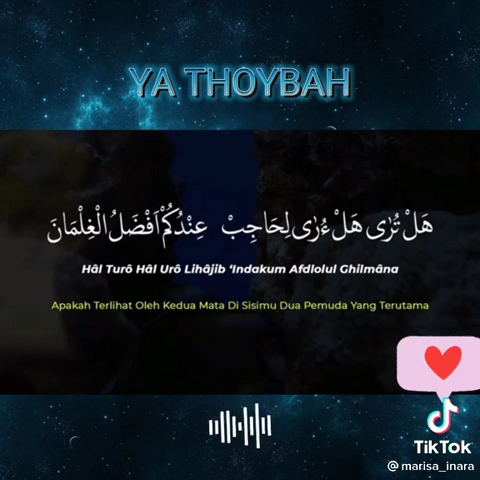 YA THOYBAH
هَلْ تُرٰى هَلْ ءُرٰى لِحَاجِبْ عِنْدُكُمْ اَفْضَلُ الْغِلْمَانَ
Hâl Turô Hâl Urô Lihâjib ‘Indakum Afdlolul Ghilmâna
Apakah Terlihat Oleh Kedua Mata Di Sisimu Dua Pemuda Yang Terutama
TikTok
@marisa_inara